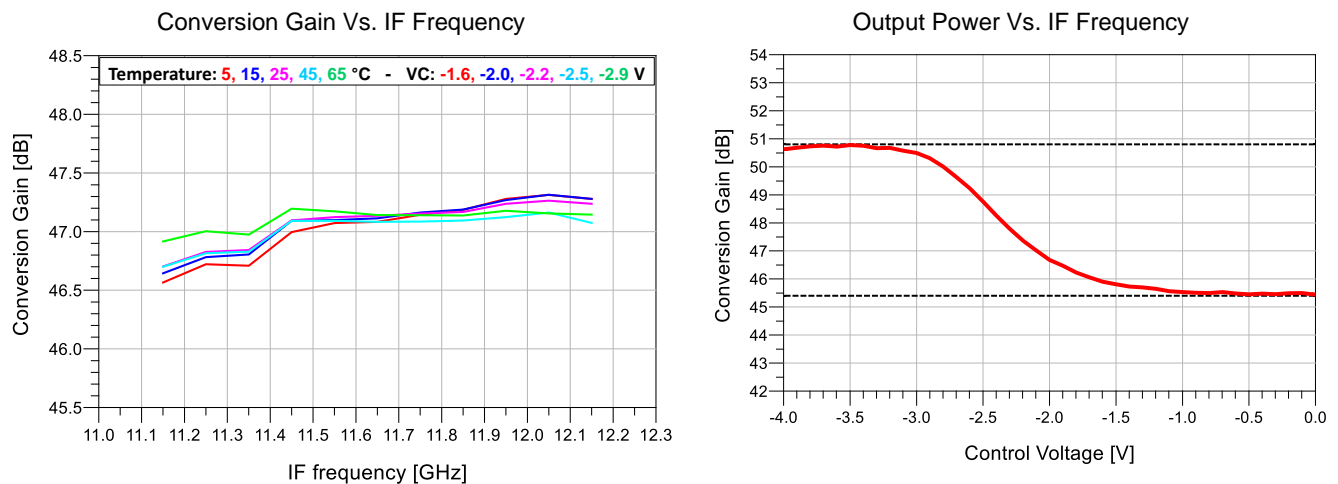 Conversion Gain Vs. IF Frequency
48.5
Temperature: 5, 15, 25, 45, 65 °C - VC: -1.6, -2.0, -2.2, -2.5, -2.9 V
48.0
47.5
47.0
46.5
46.0
45.5
Conversion Gain [dB]
11.0 11.1 11.2 11.3 11.4 11.5 11.6 11.7 11.8 11.9 12.0 12.1 12.2 12.3
IF frequency [GHz]
Output Power Vs. IF Frequency
54
53
52
51
50
49
48
47
46
45
44
43
42
Conversion Gain [dB]
-4.0 -3.5 -3.0 -2.5 -2.0 -1.5 -1.0 -0.5 0.0
Control Voltage [V]